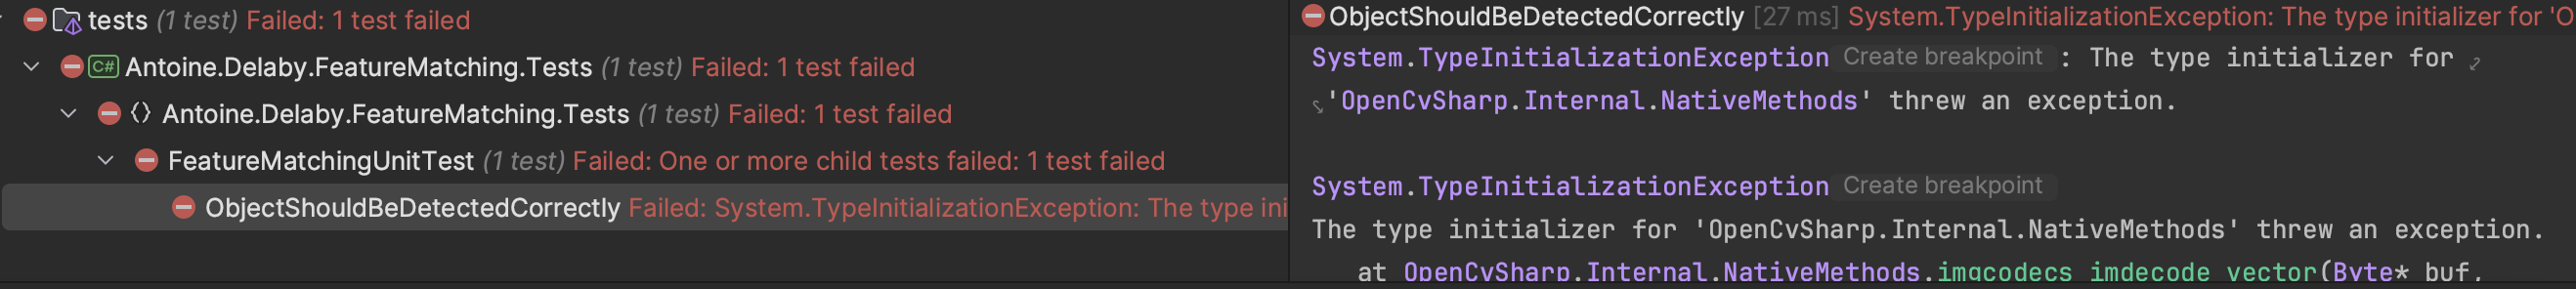 tests (1 test) Failed: 1 test failed
C# Antoine.Delaby.FeatureMatching.Tests (1 test) Failed: 1 test failed
{} Antoine.Delaby.FeatureMatching.Tests (1 test) Failed: 1 test failed
FeatureMatchingUnitTest (1 test) Failed: One or more child tests failed: 1 test failed
ObjectShouldBeDetectedCorrectly Failed: System.TypeInitializationException: The type ini
ObjectShouldBeDetectedCorrectly [27 ms] System.TypeInitializationException: The type initializer for 'O
System.TypeInitializationException Create breakpoint : The type initializer for
'OpenCvSharp.Internal.NativeMethods' threw an exception.
System.TypeInitializationException Create breakpoint
The type initializer for 'OpenCvSharp.Internal.NativeMethods' threw an exception.
at OpenCvSharp.Internal.NativeMethods.imgcodecs_imdecode_vector(Byte* buf,